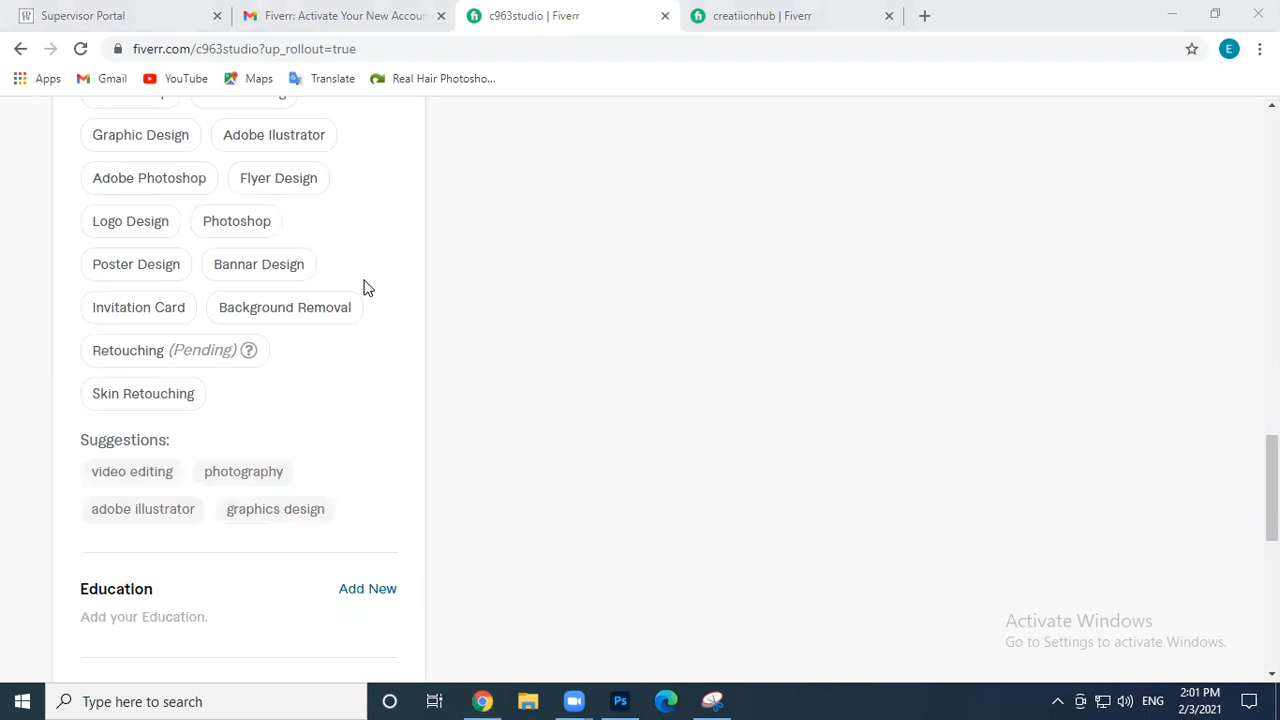 Supervisor Portal
Fiverr: Activate Your New Accoun
c963studio | Fiverr
creatiionhub | Fiverr
fiverr.com/c963studio?up_rollout=true
E
Apps
Gmail
YouTube
Maps
Translate
Real Hair Photosho...
Graphic Design
Adobe Ilustrator
Adobe Photoshop
Flyer Design
Logo Design
Photoshop
Poster Design
Bannar Design
Invitation Card
Background Removal
Retouching (Pending) ?
Skin Retouching
Suggestions:
video editing
photography
adobe illustrator
graphics design
Education
Add New
Add your Education.
Activate Windows
Go to Settings to activate Windows.
Type here to search
Ps
ENG
2:01 PM
2/3/2021